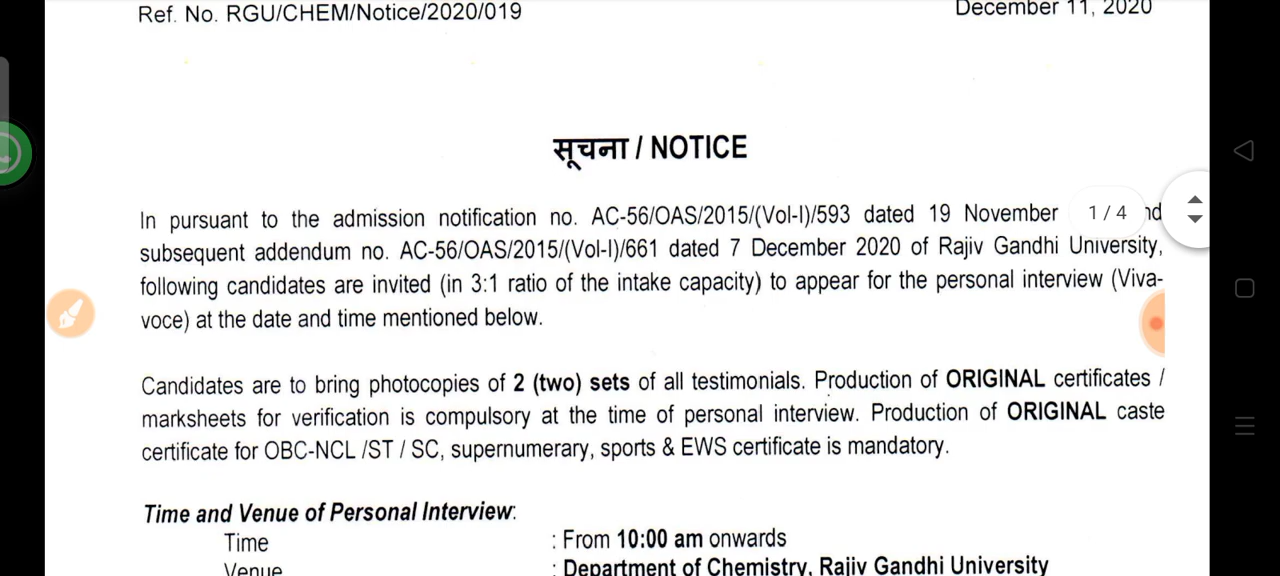 Ref. No. RGU/CHEM/Notice/2020/019 December 11, 2020
सूचना / NOTICE
In pursuant to the admission notification no. AC-56/OAS/2015/(Vol-I)/593 dated 19 November 1 / 4
subsequent addendum no. AC-56/OAS/2015/(Vol-I)/661 dated 7 December 2020 of Rajiv Gandhi University,
following candidates are invited (in 3:1 ratio of the intake capacity) to appear for the personal interview (Viva-
voce) at the date and time mentioned below.
Candidates are to bring photocopies of 2 (two) sets of all testimonials. Production of ORIGINAL certificates /
marksheets for verification is compulsory at the time of personal interview. Production of ORIGINAL caste
certificate for OBC-NCL /ST / SC, supernumerary, sports & EWS certificate is mandatory.
Time and Venue of Personal Interview:
Time : From 10:00 am onwards
Venue : Department of Chemistry, Rajiv Gandhi University